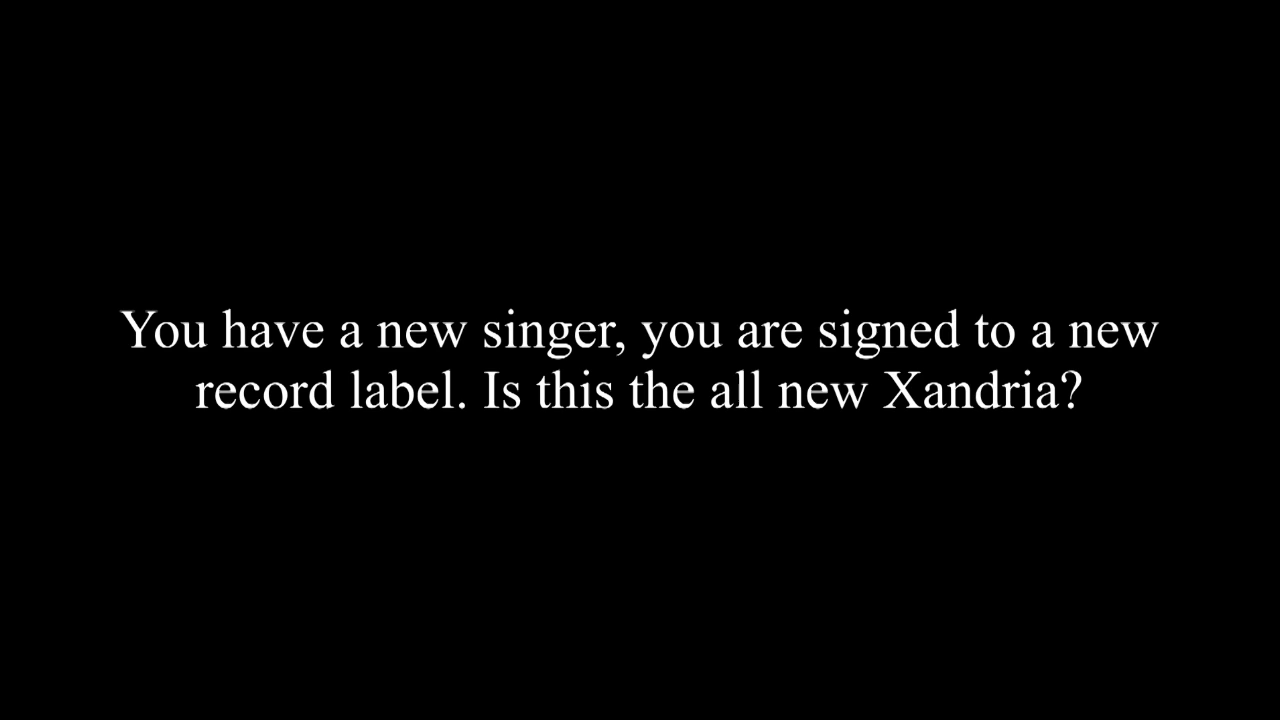 You have a new singer, you are signed to a new
record label. Is this the all new Xandria?